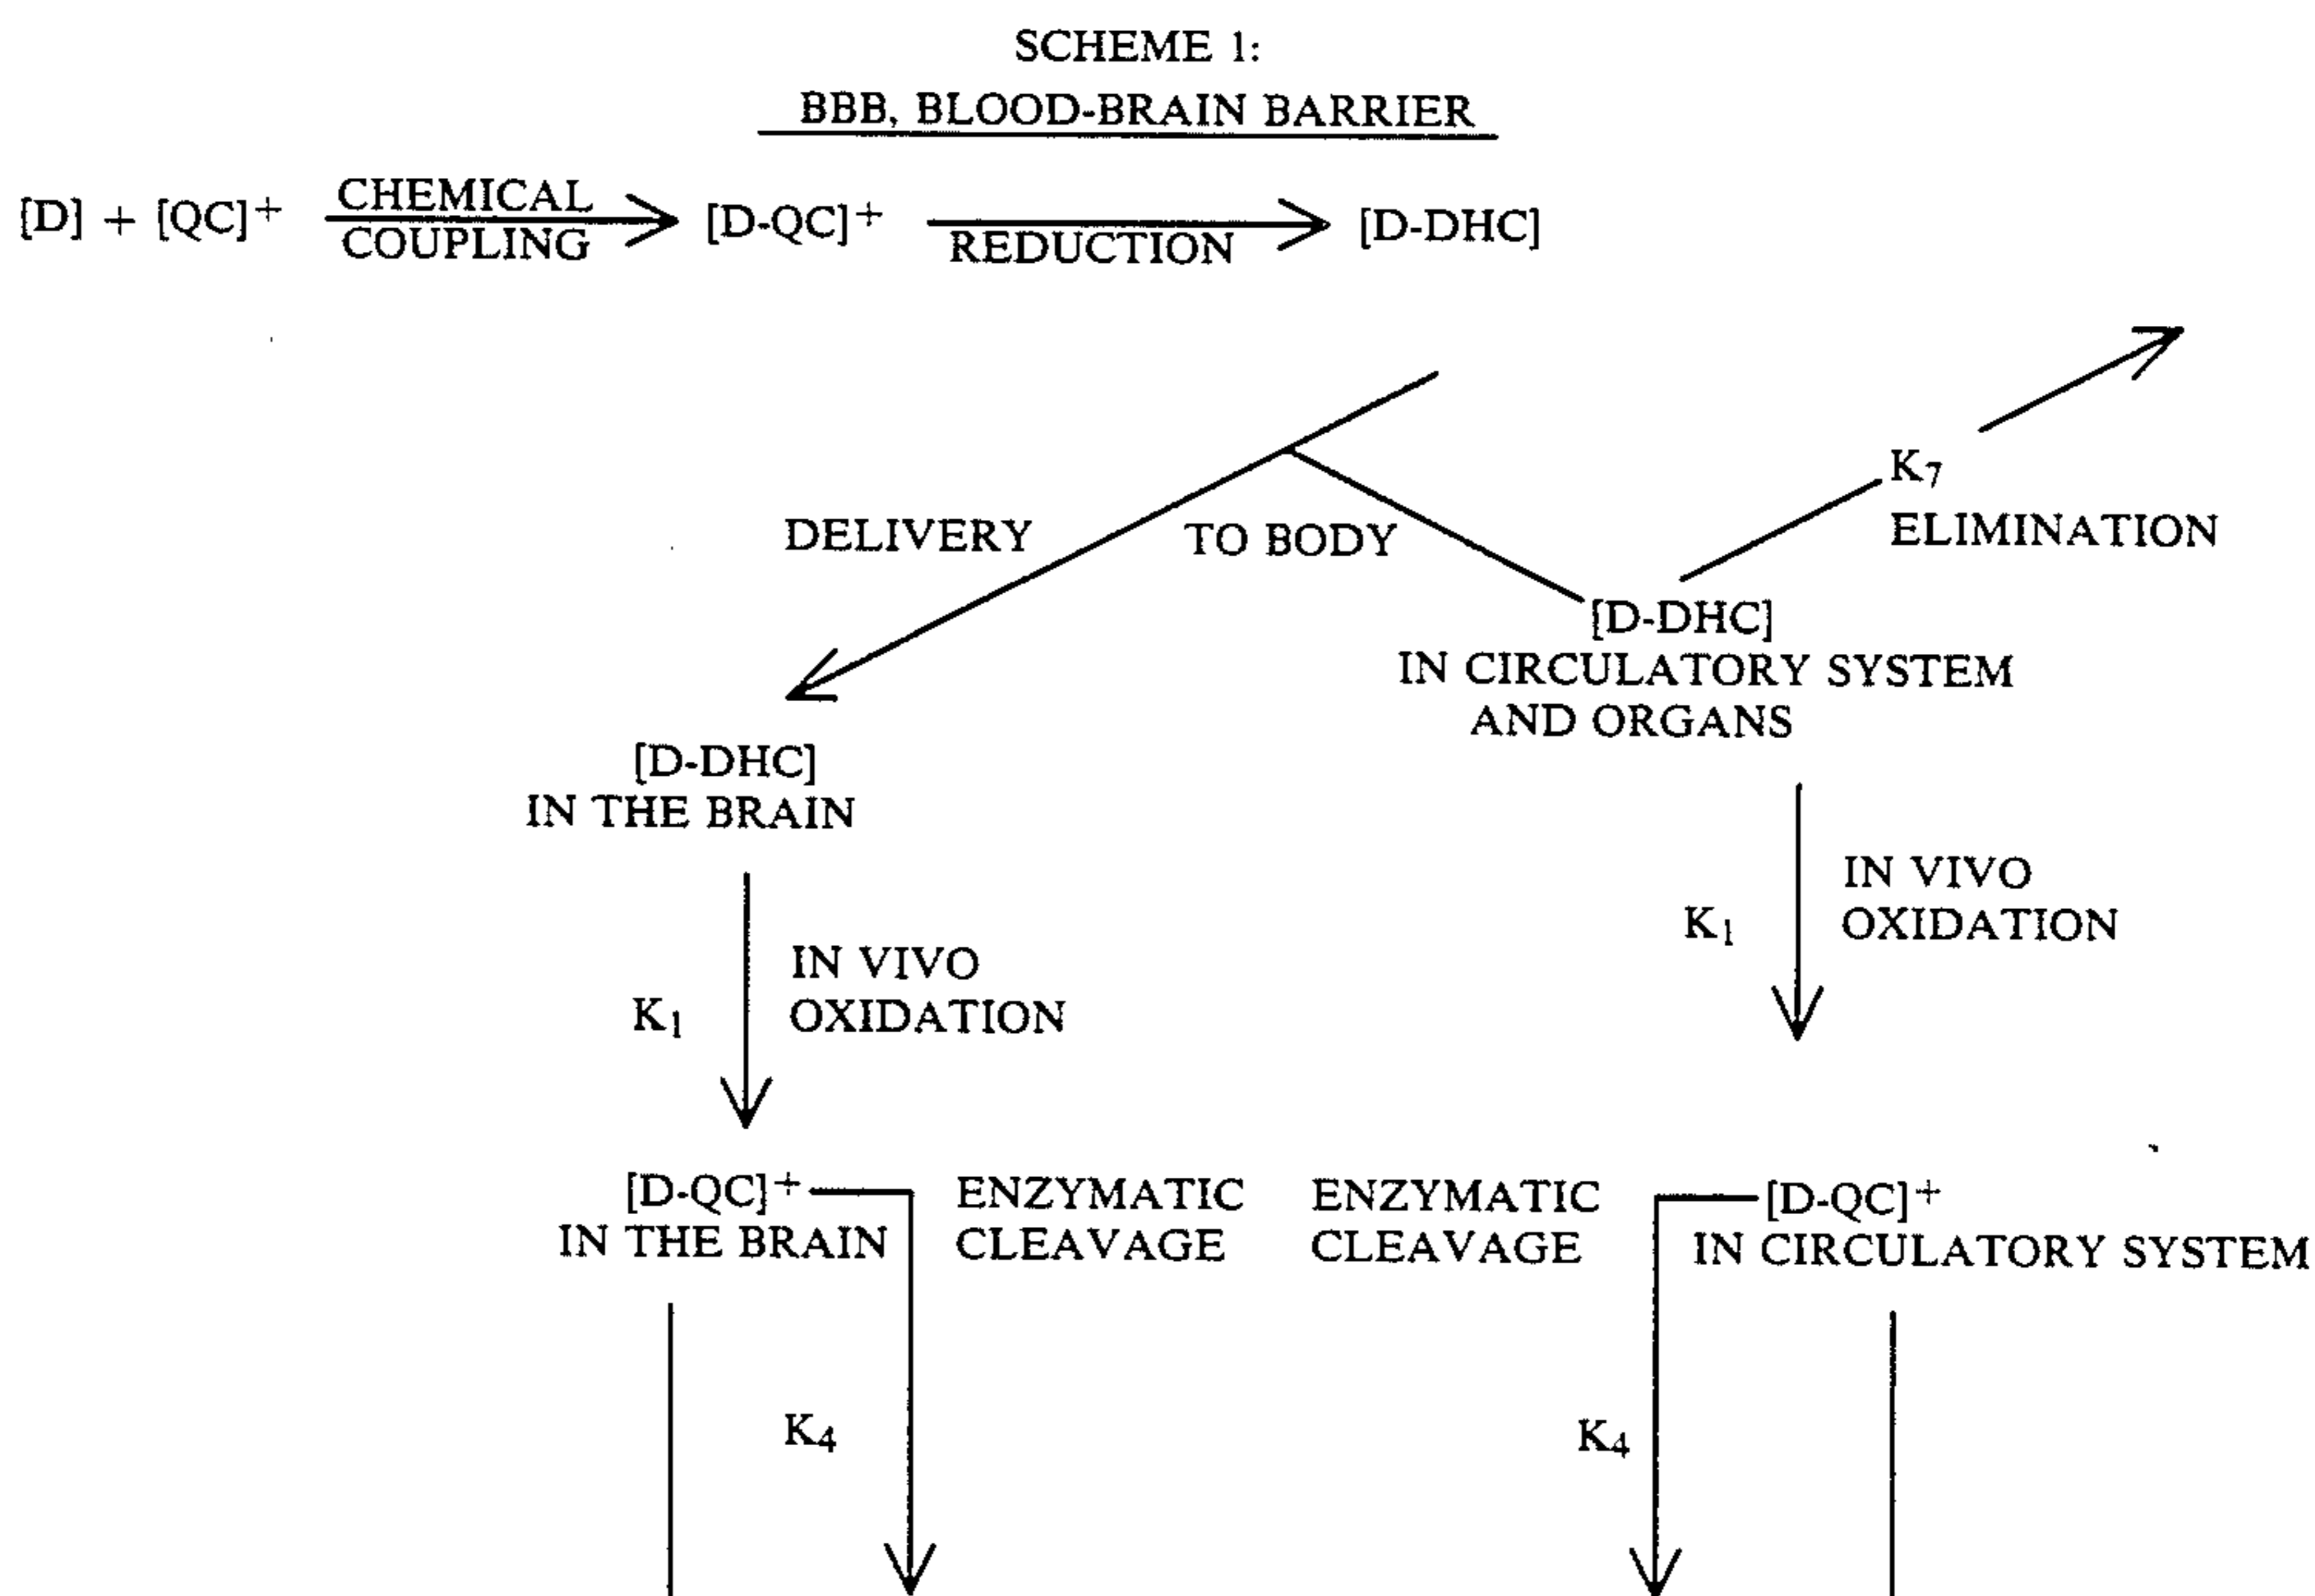 SCHEME 1:
BBB, BLOOD-BRAIN BARRIER
[D] + [QC]+ CHEMICAL COUPLING [D-QC]+ REDUCTION [D-DHC]
K7
ELIMINATION
DELIVERY TO BODY
[D-DHC]
IN CIRCULATORY SYSTEM
AND ORGANS
[D-DHC]
IN THE BRAIN
IN VIVO
K1 OXIDATION
IN VIVO
K1 OXIDATION
[D-QC]+ ENZYMATIC ENZYMATIC [D-QC]+
IN THE BRAIN CLEAVAGE CLEAVAGE IN CIRCULATORY SYSTEM
K4 K4